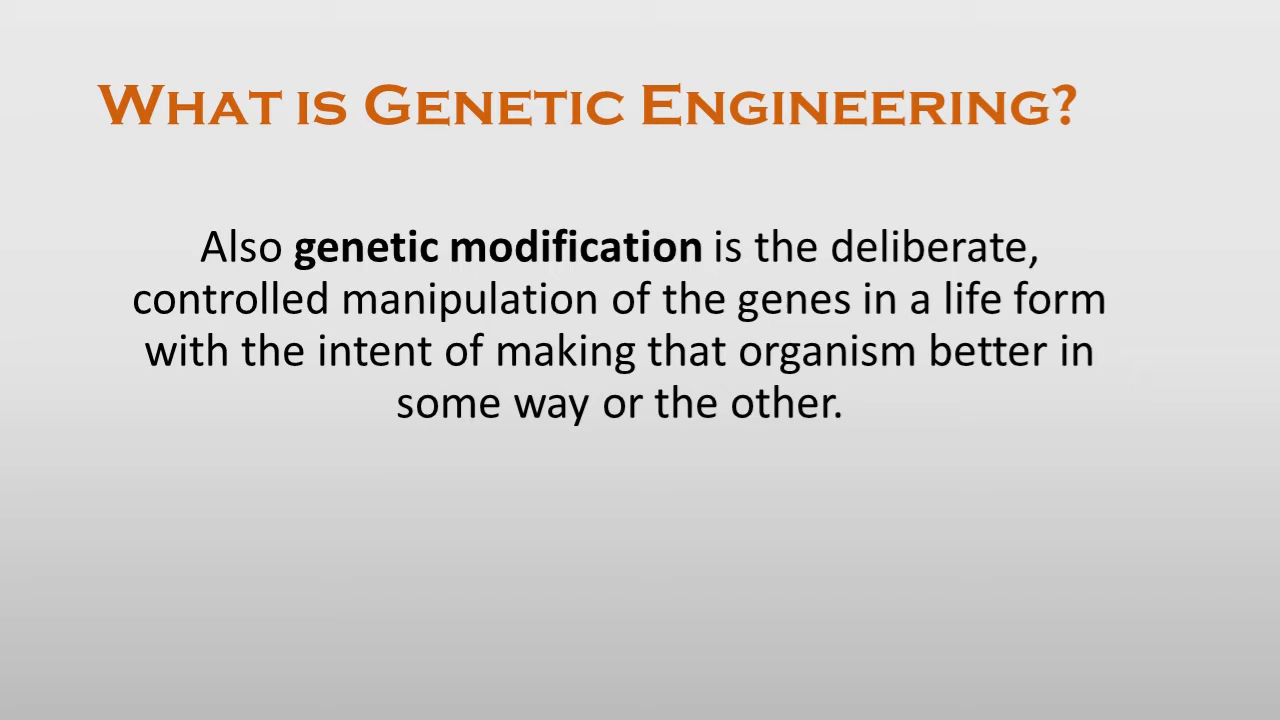 What is Genetic Engineering?
Also genetic modification is the deliberate,
controlled manipulation of the genes in a life form
with the intent of making that organism better in
some way or the other.